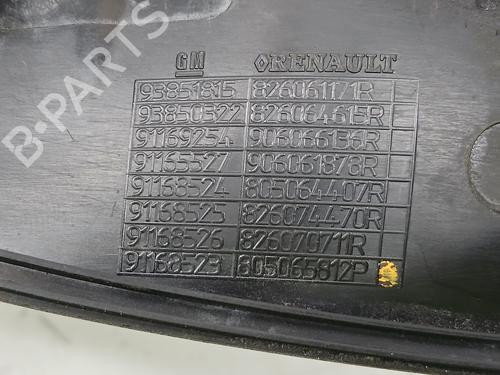 GM RENAULT
93851815 826061171R
93850322 826064615R
91169254 906066136R
91165527 906061878R
91168524 805064407R
91168525 826074470R
91168526 826070711R
91168523 805065812P
B-PARTS